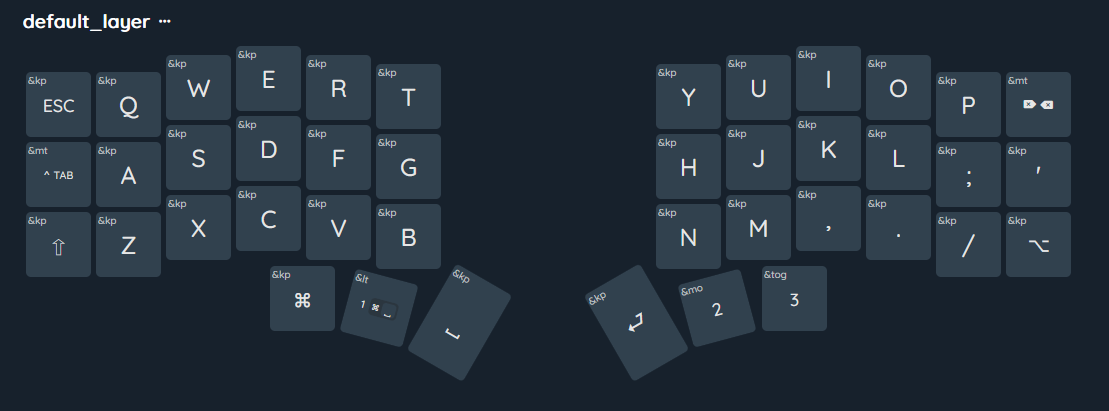 default_layer ···
&kp ESC &kp Q &kp W &kp E &kp R &kp T &kp Y &kp U &kp I &kp O &kp P &mt ⌦ ⌫
&mt ^ TAB &kp A &kp S &kp D &kp F &kp G &kp H &kp J &kp K &kp L &kp ; &kp '
&kp ⇧ &kp Z &kp X &kp C &kp V &kp B &kp N &kp M &kp , &kp . &kp / &kp ⌥
&kp ⌘ &lt 1 ⌘ ⎵ &kp ⎵ &kp ⏎ &mo 2 &tog 3